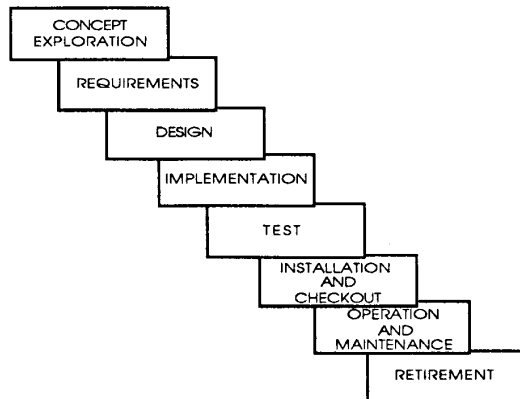 CONCEPT
EXPLORATION
REQUIREMENTS
DESIGN
IMPLEMENTATION
TEST
INSTALLATION
AND
CHECKOUT
OPERATION
AND
MAINTENANCE
RETIREMENT